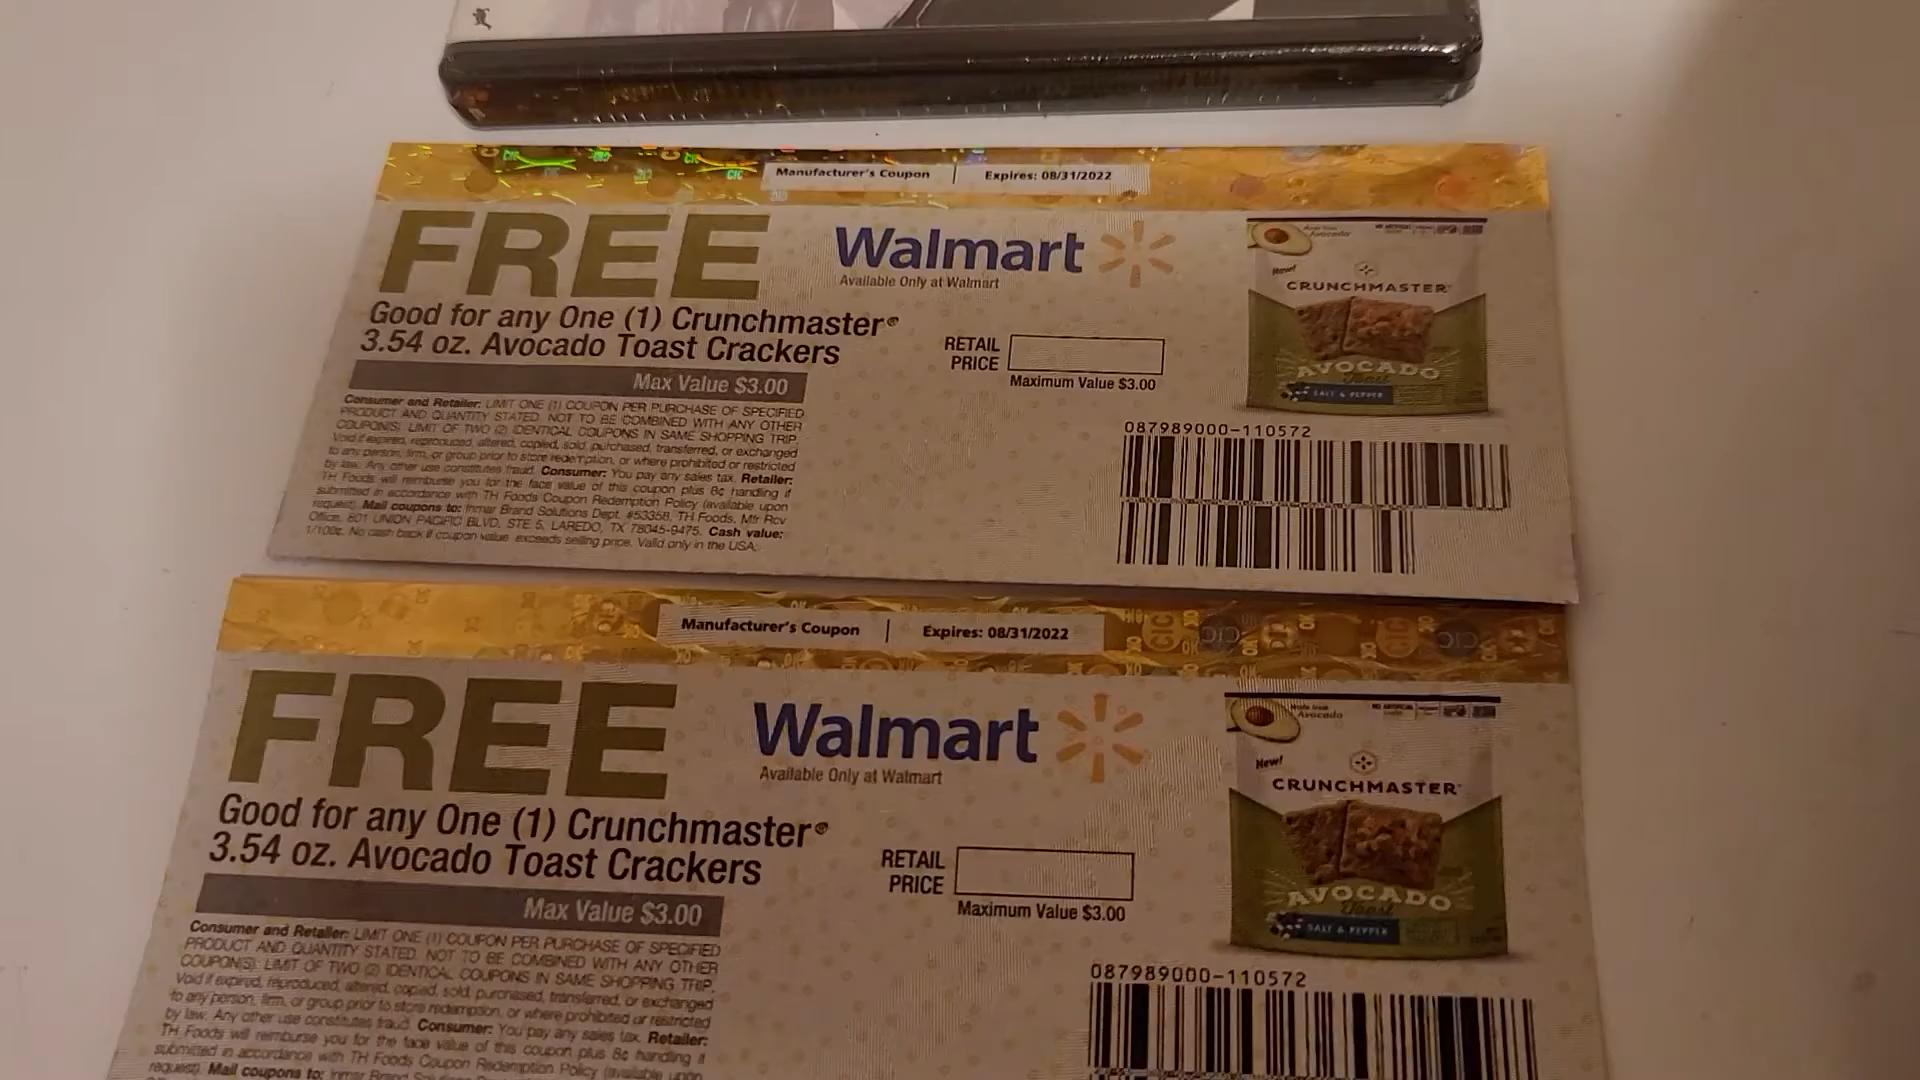 Manufacturer's Coupon | Expires: 08/31/2022
FREE
Walmart
Available Only at Walmart
Good for any One (1) Crunchmaster®
3.54 oz. Avocado Toast Crackers
Max Value $3.00
RETAIL
PRICE
Maximum Value $3.00
Consumer and Retailer: LIMIT ONE (1) COUPON PER PURCHASE OF SPECIFIED
PRODUCT AND QUANTITY STATED. NOT TO BE COMBINED WITH ANY OTHER
COUPON(S). LIMIT OF TWO (2) IDENTICAL COUPONS IN SAME SHOPPING TRIP.
Void if expired, reproduced, altered, copied, sold, purchased, transferred, or exchanged
to any person, firm, or group prior to store redemption, or where prohibited or restricted
by law. Any other use constitutes fraud. Consumer: You pay any sales tax. Retailer:
TH Foods will reimburse you for the face value of this coupon plus 8¢ handling if
submitted in accordance with TH Foods Coupon Redemption Policy (available upon
request). Mail coupons to: Inmar Brand Solutions Dept. #53358, TH Foods, Mfr Rcv
Office, 801 UNION PACIFIC BLVD. STE 5, LAREDO, TX 78045-9475. Cash value:
1/100¢. No cash back if coupon value exceeds selling price. Valid only in the USA.
Avocado
New!
CRUNCHMASTER
AVOCADO
Toast
SALT & PEPPER
087989000-110572
Manufacturer's Coupon | Expires: 08/31/2022
FREE
Walmart
Available Only at Walmart
Good for any One (1) Crunchmaster®
3.54 oz. Avocado Toast Crackers
Max Value $3.00
RETAIL
PRICE
Maximum Value $3.00
Consumer and Retailer: LIMIT ONE (1) COUPON PER PURCHASE OF SPECIFIED
PRODUCT AND QUANTITY STATED. NOT TO BE COMBINED WITH ANY OTHER
COUPON(S). LIMIT OF TWO (2) IDENTICAL COUPONS IN SAME SHOPPING TRIP.
Void if expired, reproduced, altered, copied, sold, purchased, transferred, or exchanged
to any person, firm, or group prior to store redemption, or where prohibited or restricted
by law. Any other use constitutes fraud. Consumer: You pay any sales tax. Retailer:
TH Foods will reimburse you for the face value of this coupon plus 8¢ handling if
submitted in accordance with TH Foods Coupon Redemption Policy (available upon
request). Mail coupons to: Inmar Brand
Made from
Avocado
New!
CRUNCHMASTER
AVOCADO
Toast
SALT & PEPPER
087989000-110572